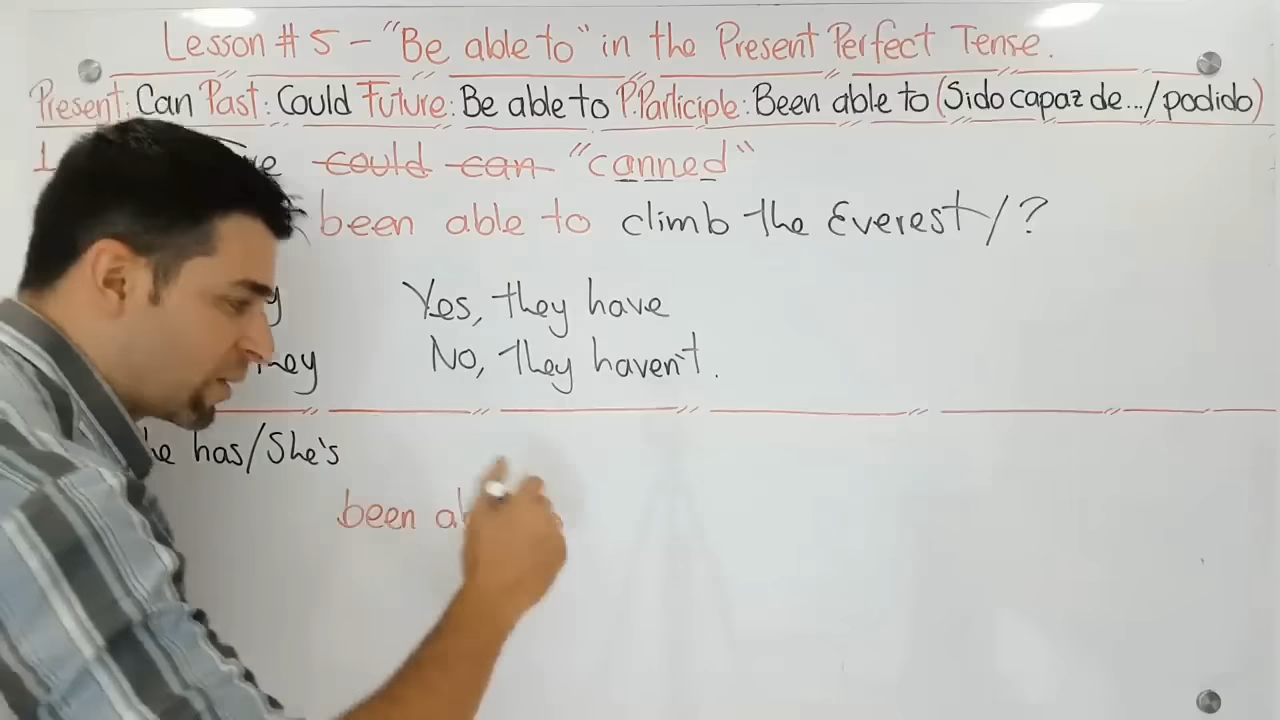 Lesson # 5 - "Be able to" in the Present Perfect Tense.
Present: Can Past: Could Future: Be able to P.Participle: Been able to (Sido capaz de.../podido)
1 could can "canned"
been able to climb the Everest/?
Yes, they have
No, they haven't.
has/She's
been